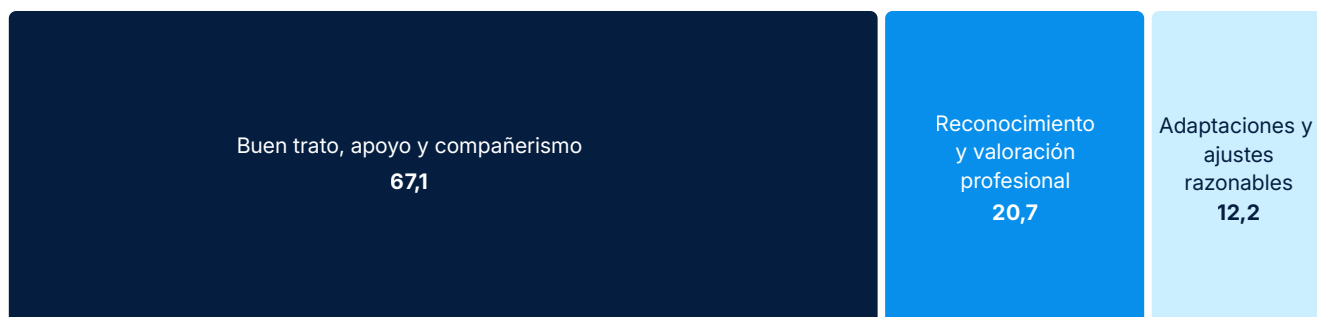 Buen trato, apoyo y compañerismo
67,1
Reconocimiento
y valoración
profesional
20,7
Adaptaciones y
ajustes
razonables
12,2